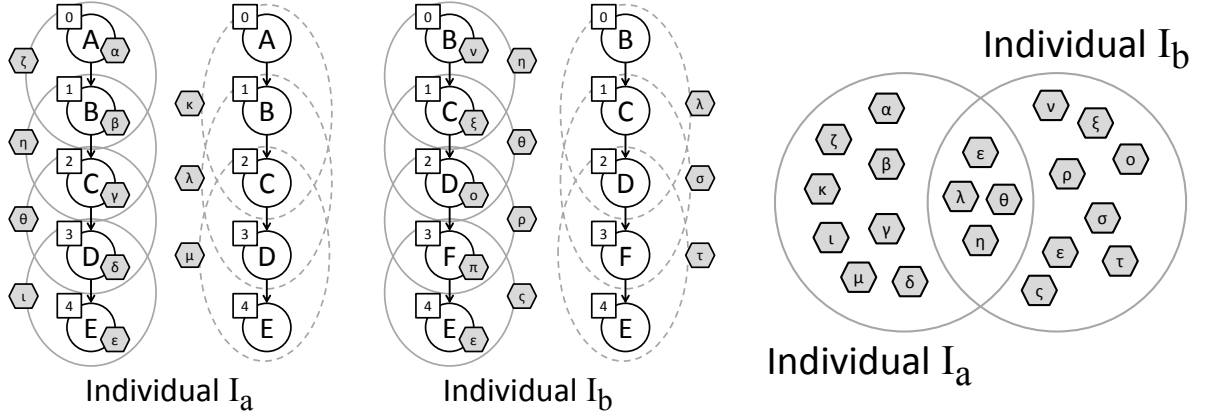 0
A
α
ζ
1
B
β
η
2
C
γ
θ
3
D
δ
ι
4
E
ε
0
A
κ
1
B
λ
2
C
μ
3
D
4
E
Individual Ia
0
B
ν
η
1
C
ξ
θ
2
D
ο
ρ
3
F
π
ς
4
E
ε
0
B
1
C
λ
2
D
σ
3
F
τ
4
E
Individual Ib
Individual Ib
α
ζ
β
κ
γ
ι
μ
δ
ε
λ
θ
η
ν
ξ
ο
ρ
σ
ε
τ
ς
Individual Ia